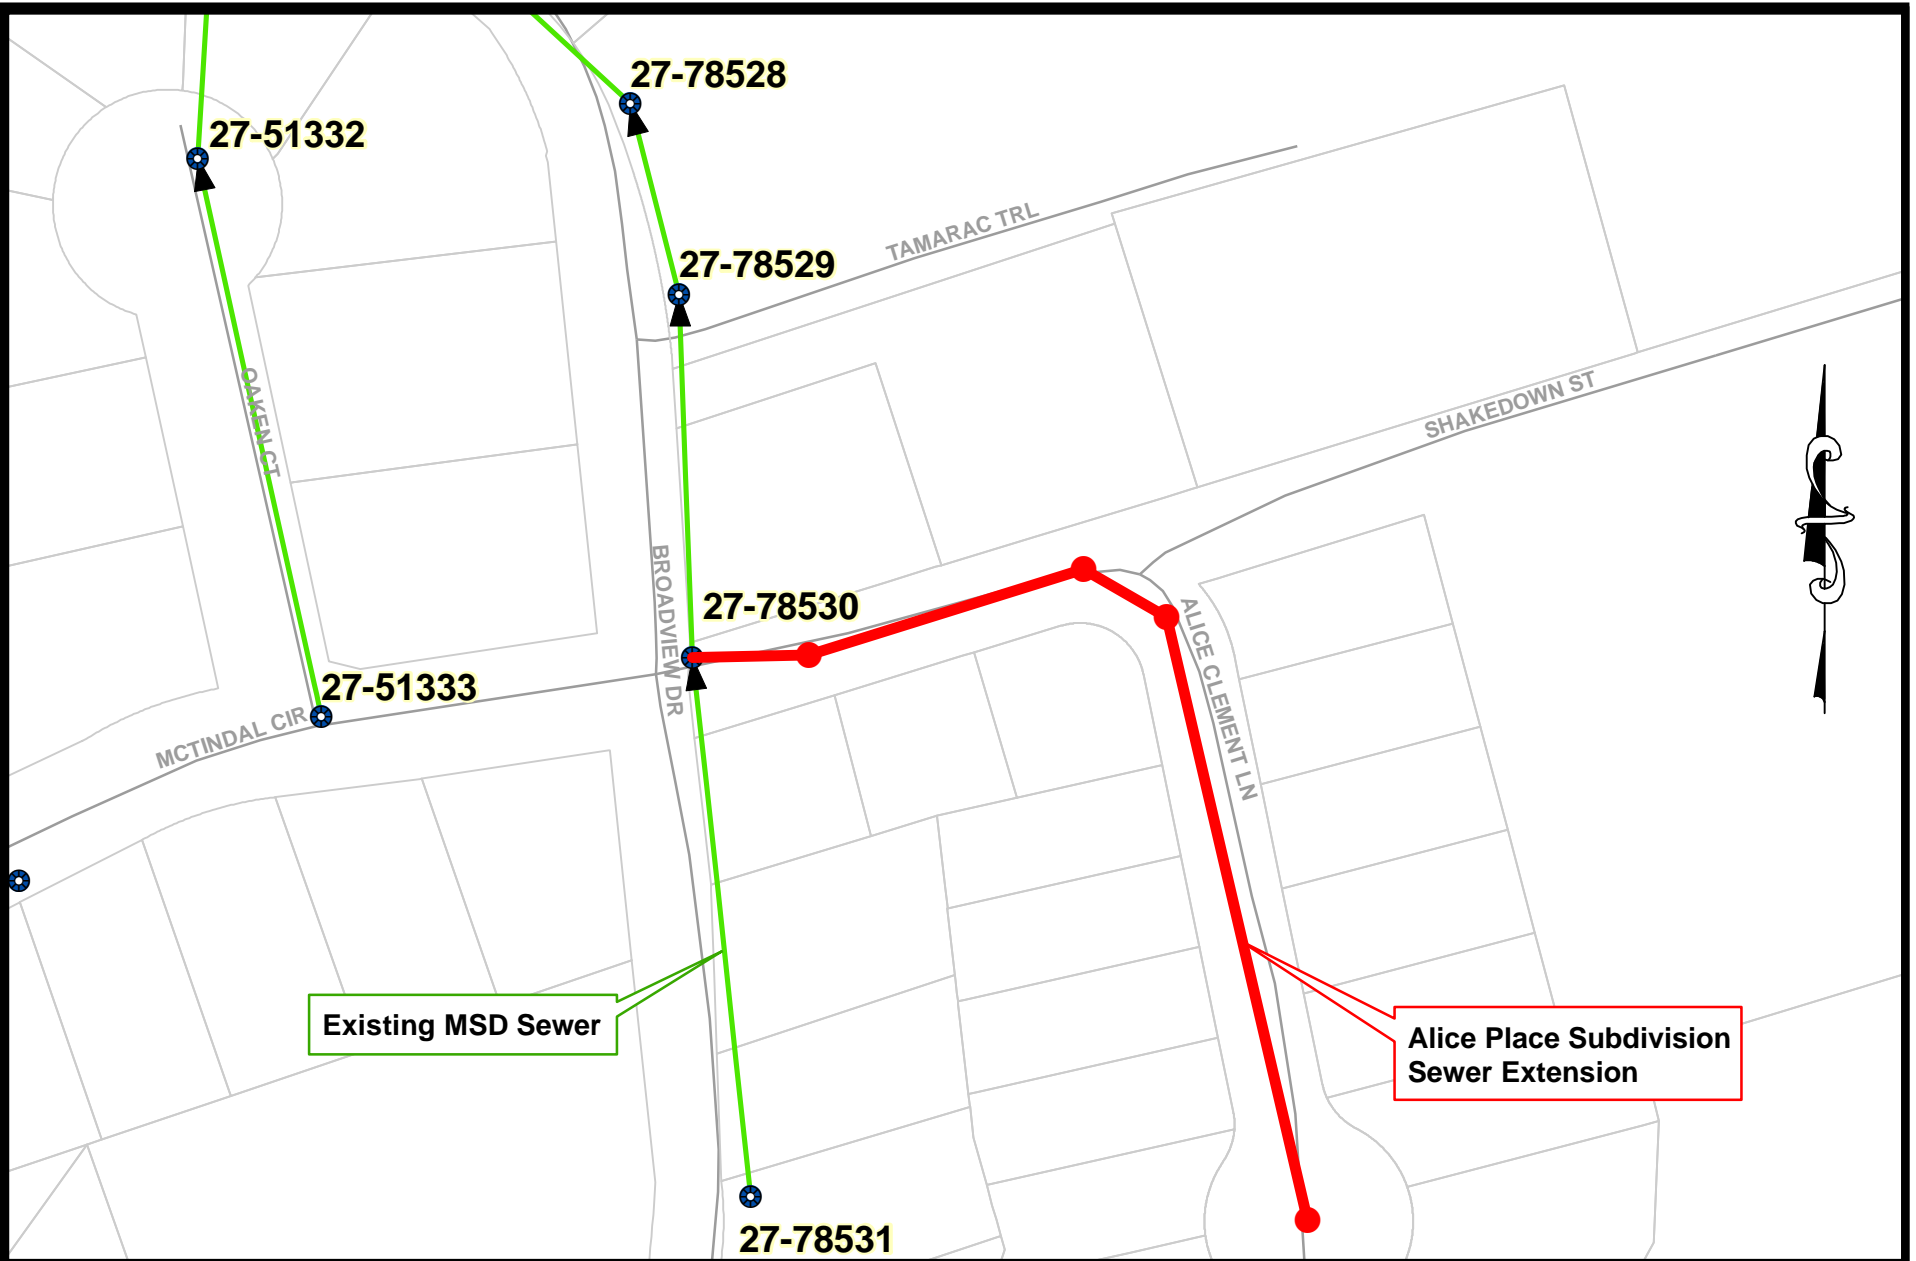 27-78528
27-51332
TAMARAC TRL
27-78529
OAKEN CT
SHAKEDOWN ST
BROADVIEW DR
27-78530
ALICE CLEMENT LN
27-51333
MCTINDAL CIR
Existing MSD Sewer
Alice Place Subdivision
Sewer Extension
27-78531